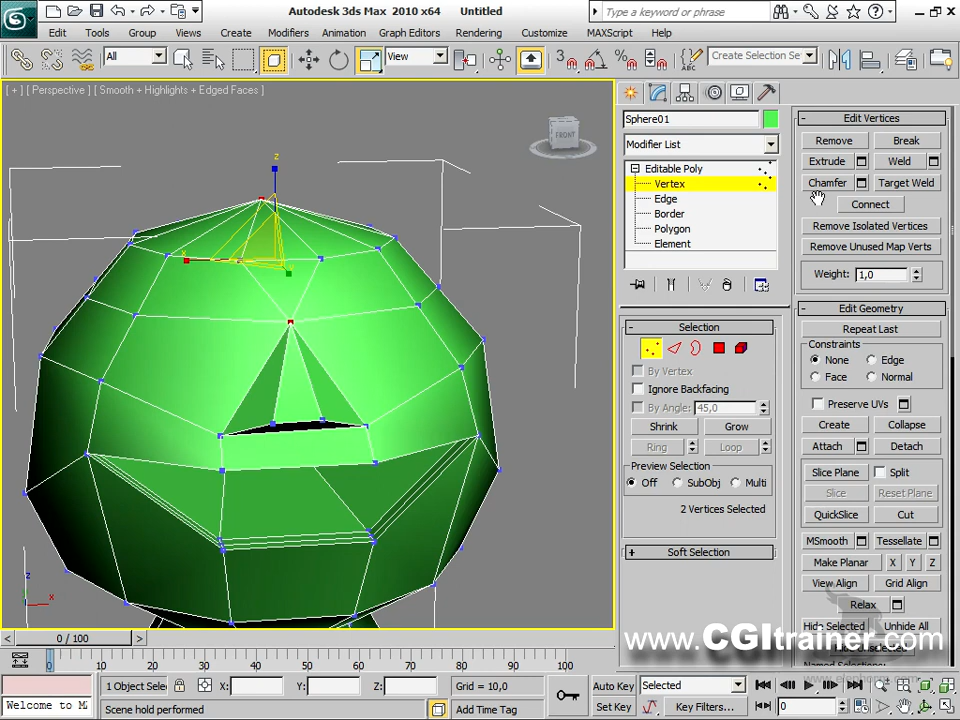 Autodesk 3ds Max 2010 x64 Untitled
Type a keyword or phrase
Edit Tools Group Views Create Modifiers Animation Graph Editors Rendering Customize MAXScript Help
All View Create Selection Se
[ + ] [ Perspective ] [ Smooth + Highlights + Edged Faces ]
FRONT
z
x
Sphere01
Modifier List
Editable Poly
Vertex
Edge
Border
Polygon
Element
Selection
By Vertex
Ignore Backfacing
By Angle: 45,0
Shrink Grow
Ring Loop
Preview Selection
Off SubObj Multi
2 Vertices Selected
+ Soft Selection
Edit Vertices
Remove Break
Extrude Weld
Chamfer Target Weld
Connect
Remove Isolated Vertices
Remove Unused Map Verts
Weight: 1,0
Edit Geometry
Repeat Last
Constraints
None Edge
Face Normal
Preserve UVs
Create Collapse
Attach Detach
Slice Plane Split
Slice Reset Plane
QuickSlice Cut
MSmooth Tessellate
Make Planar X Y Z
View Align Grid Align
Relax
Hide Selected Unhide All
www.CGItrainer.com
z
x
0 / 100
0 10 20 30 40 50 60 70 80 90 100
1 Object Sele X: Y: Z: Grid = 10,0 Auto Key Selected
Welcome to M Scene hold performed Add Time Tag Set Key Key Filters... 0